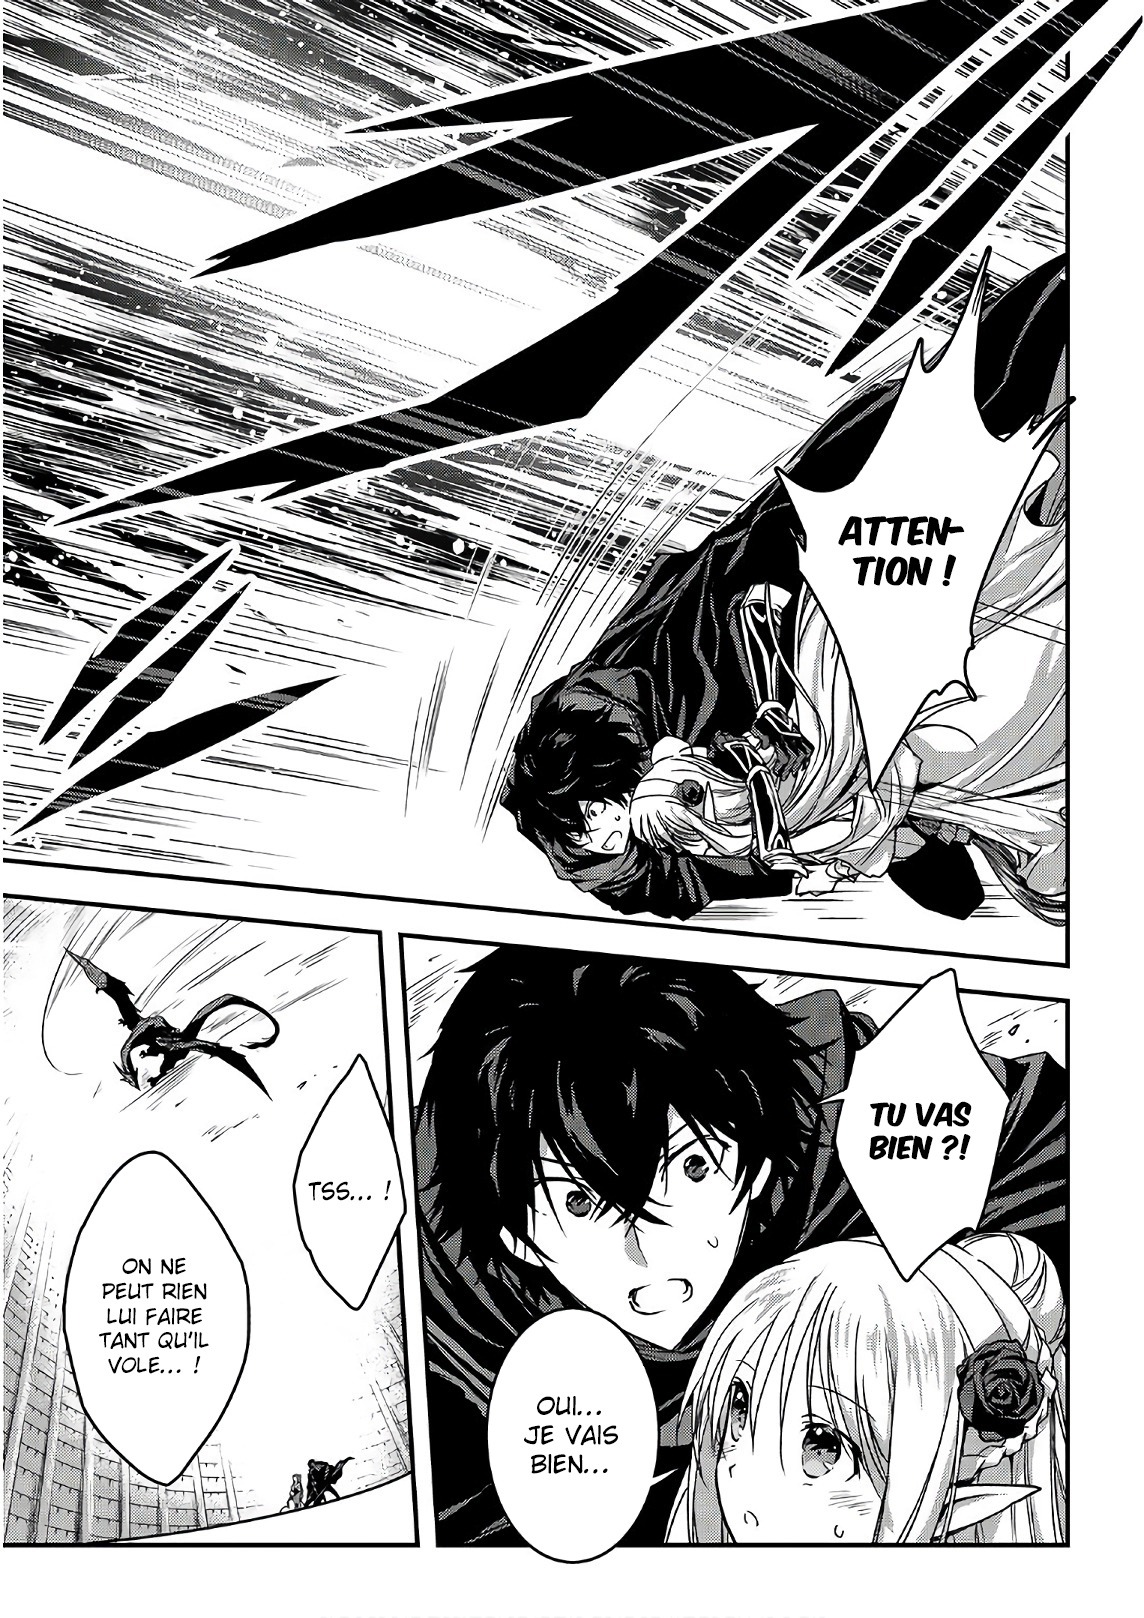 ATTEN-
TION !
TU VAS
BIEN ?!
OUI...
JE VAIS
BIEN...
TSS... !
ON NE
PEUT RIEN
LUI FAIRE
TANT QU'IL
VOLE... !